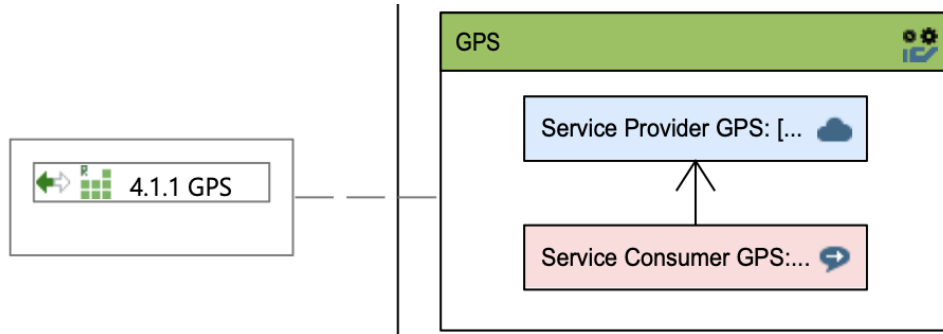 GPS
Service Provider GPS: [...
4.1.1 GPS
Service Consumer GPS:...